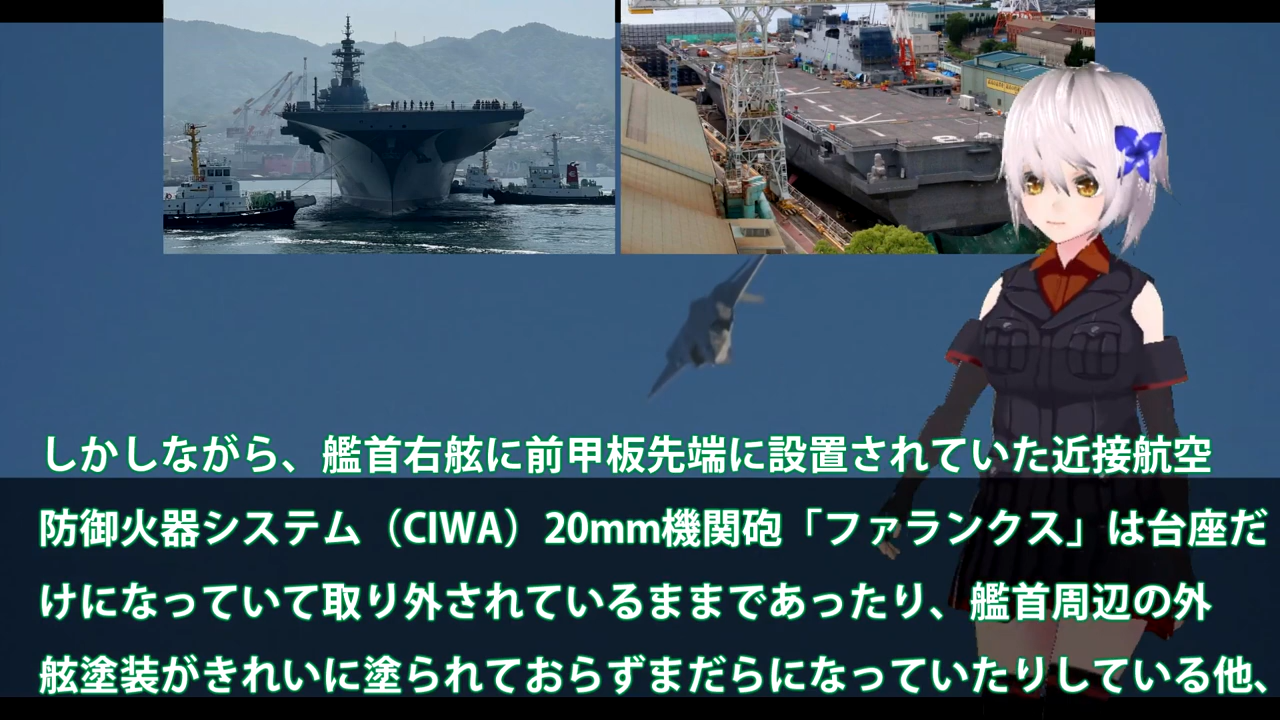 しかしながら、艦首右舷に前甲板先端に設置されていた近接航空
防御火器システム（CIWA）20mm機関砲「ファランクス」は台座だ
けになっていて取り外されているままであったり、艦首周辺の外
舷塗装がきれいに塗られておらずまだらになっていたりしている他、